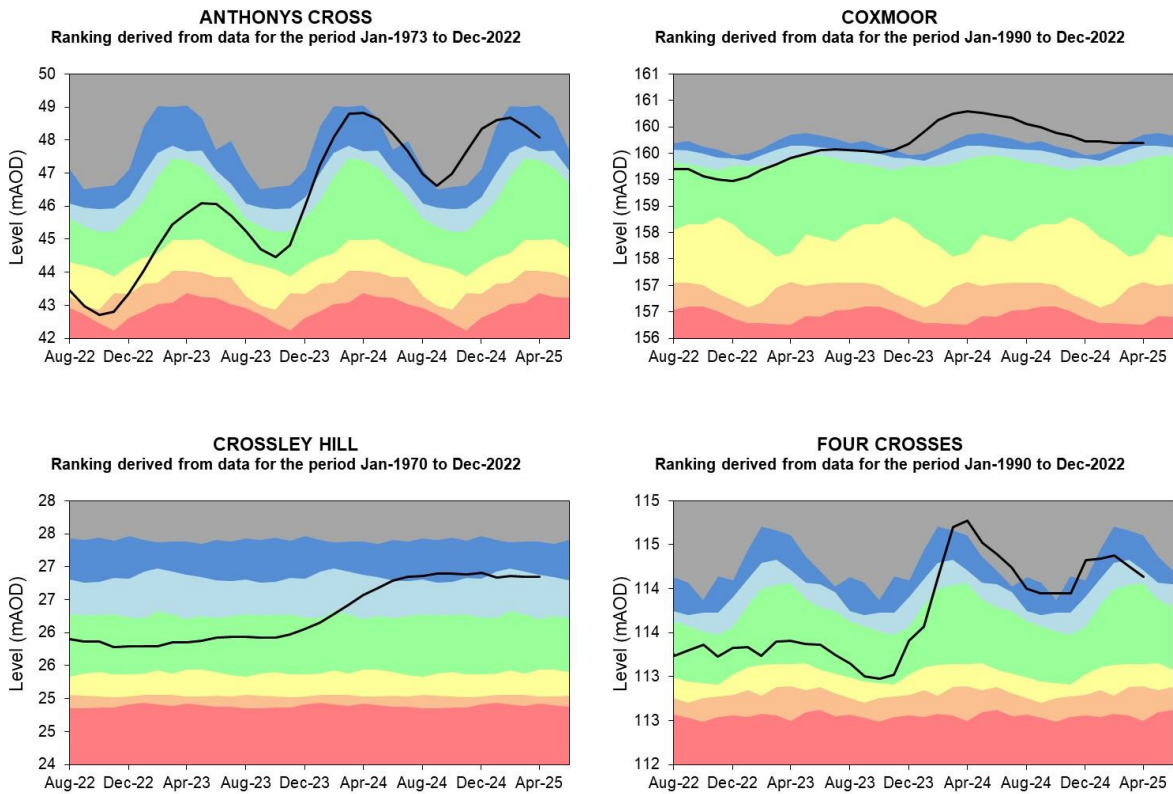 ANTHONYS CROSS
Ranking derived from data for the period Jan-1973 to Dec-2022
50
49
48
47
46
45
44
43
42
Level (mAOD)
Aug-22 Dec-22 Apr-23 Aug-23 Dec-23 Apr-24 Aug-24 Dec-24 Apr-25
COXMOOR
Ranking derived from data for the period Jan-1990 to Dec-2022
161
161
160
160
159
159
158
158
157
157
156
Level (mAOD)
Aug-22 Dec-22 Apr-23 Aug-23 Dec-23 Apr-24 Aug-24 Dec-24 Apr-25
CROSSLEY HILL
Ranking derived from data for the period Jan-1970 to Dec-2022
28
28
27
27
26
26
25
25
24
Level (mAOD)
Aug-22 Dec-22 Apr-23 Aug-23 Dec-23 Apr-24 Aug-24 Dec-24 Apr-25
FOUR CROSSES
Ranking derived from data for the period Jan-1990 to Dec-2022
115
115
114
114
113
113
112
Level (mAOD)
Aug-22 Dec-22 Apr-23 Aug-23 Dec-23 Apr-24 Aug-24 Dec-24 Apr-25